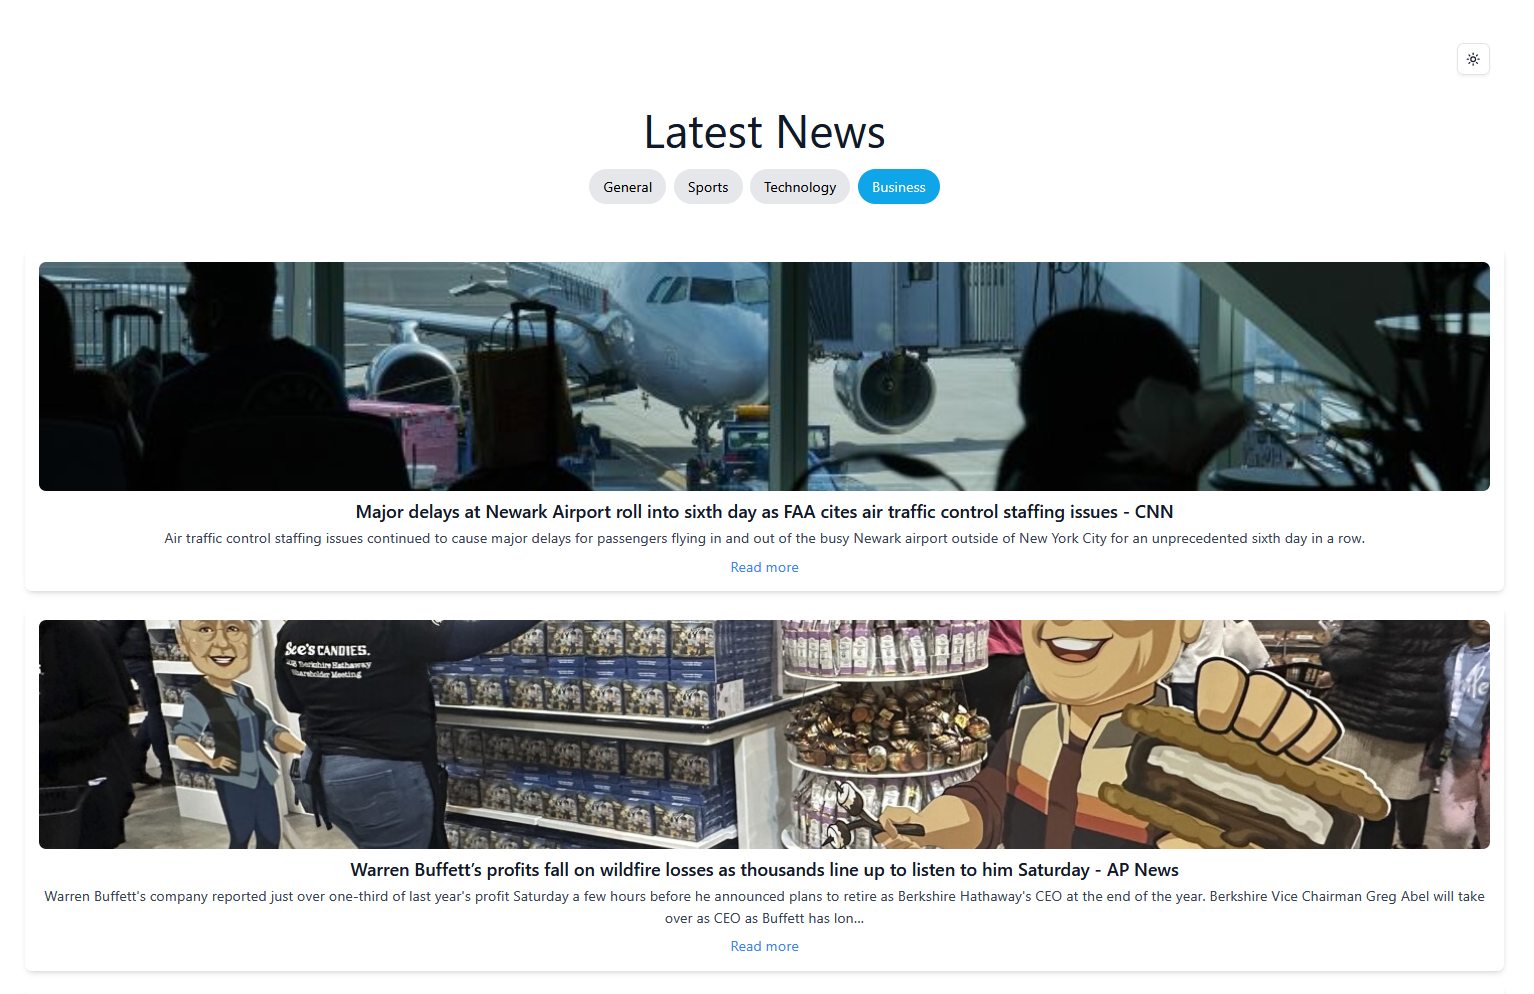 Latest News
General
Sports
Technology
Business
Major delays at Newark Airport roll into sixth day as FAA cites air traffic control staffing issues - CNN
Air traffic control staffing issues continued to cause major delays for passengers flying in and out of the busy Newark airport outside of New York City for an unprecedented sixth day in a row.
Read more
See's CANDIES.
2025 Berkshire Hathaway
Shareholder Meeting
Warren Buffett’s profits fall on wildfire losses as thousands line up to listen to him Saturday - AP News
Warren Buffett's company reported just over one-third of last year's profit Saturday a few hours before he announced plans to retire as Berkshire Hathaway's CEO at the end of the year. Berkshire Vice Chairman Greg Abel will take
over as CEO as Buffett has lon...
Read more